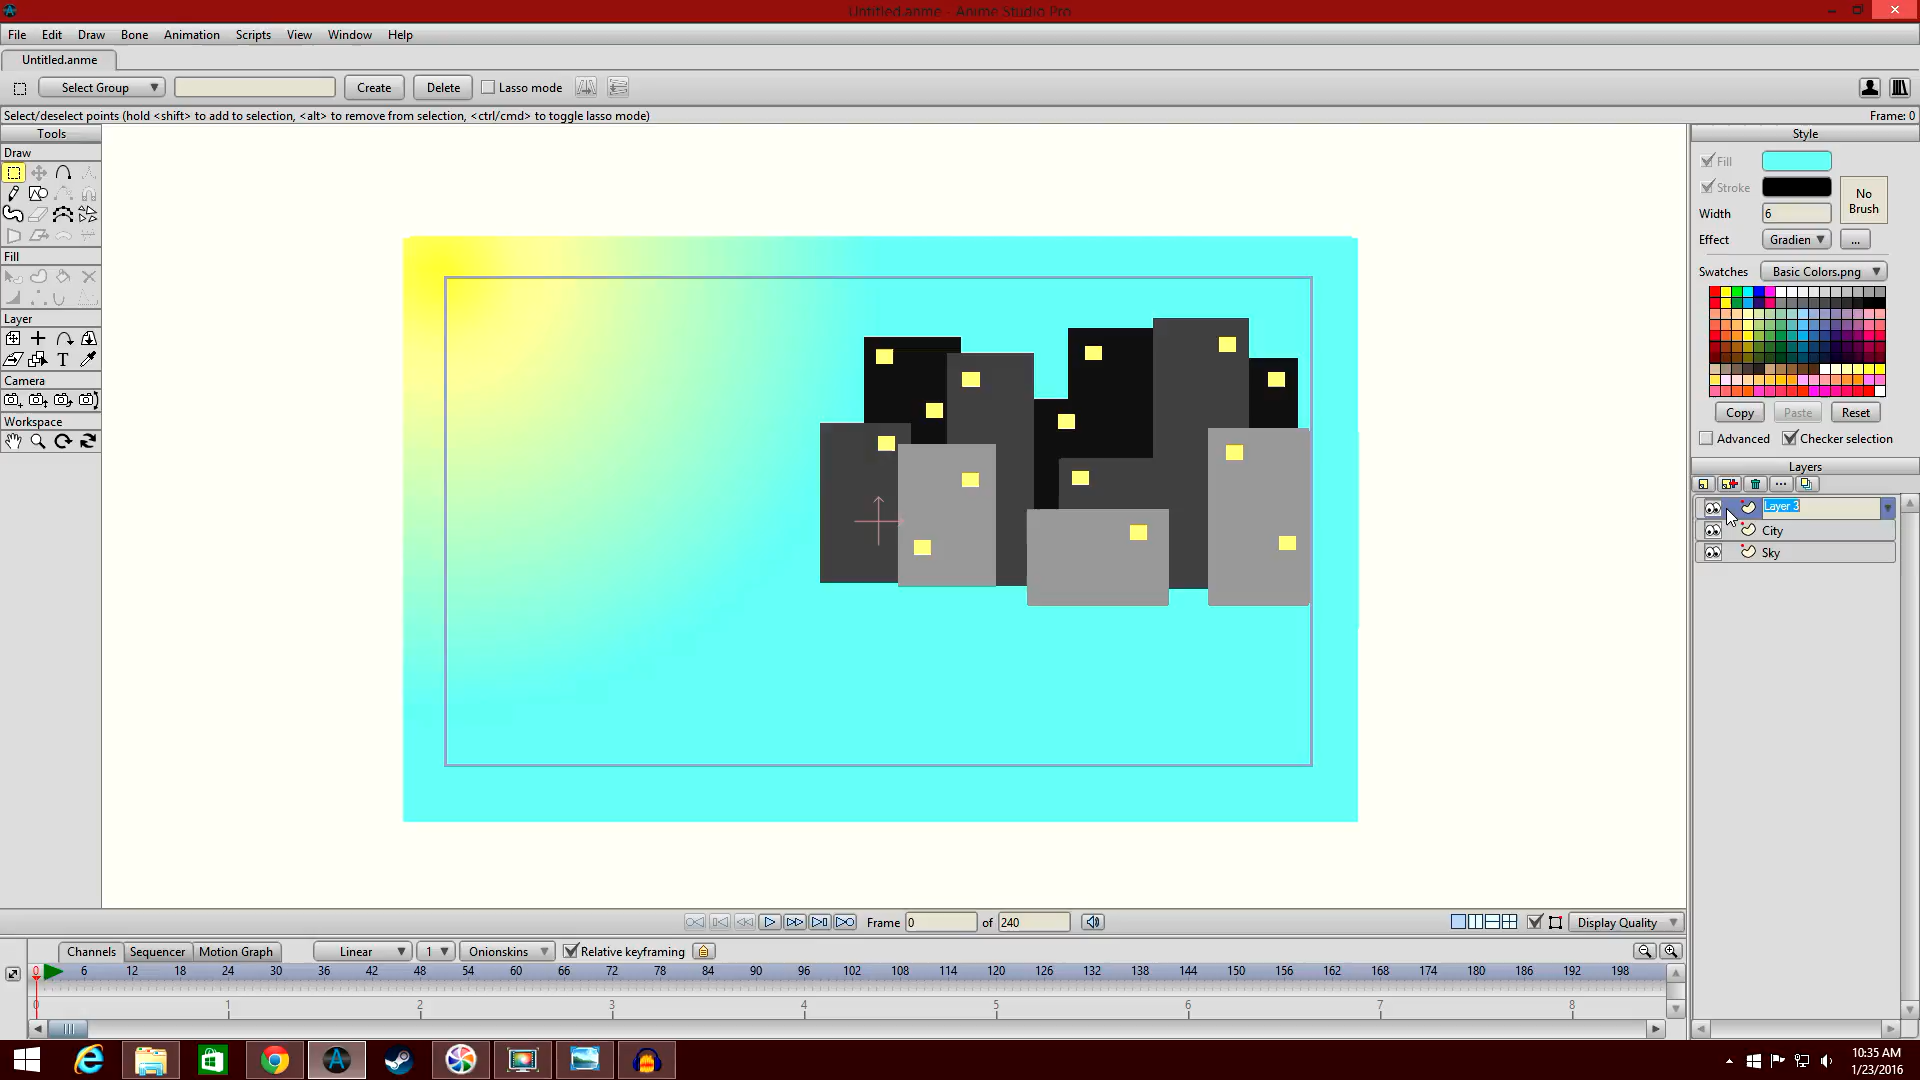 Untitled.anme - Anime Studio Pro
File Edit Draw Bone Animation Scripts View Window Help
Untitled.anme
Select Group Create Delete Lasso mode
Select/deselect points (hold <shift> to add to selection, <alt> to remove from selection, <ctrl/cmd> to toggle lasso mode) Frame: 0
Tools
Draw
Fill
Layer
T
Camera
Workspace
Style
Fill
Stroke
No
Brush
Width 6
Effect Gradien ...
Swatches Basic Colors.png
Copy Paste Reset
Advanced Checker selection
Layers
Layer 3
City
Sky
Frame 0 of 240 Display Quality
Channels Sequencer Motion Graph Linear 1 Onionskins Relative keyframing
0 6 12 18 24 30 36 42 48 54 60 66 72 78 84 90 96 102 108 114 120 126 132 138 144 150 156 162 168 174 180 186 192 198
0 1 2 3 4 5 6 7 8
10:35 AM
1/23/2016